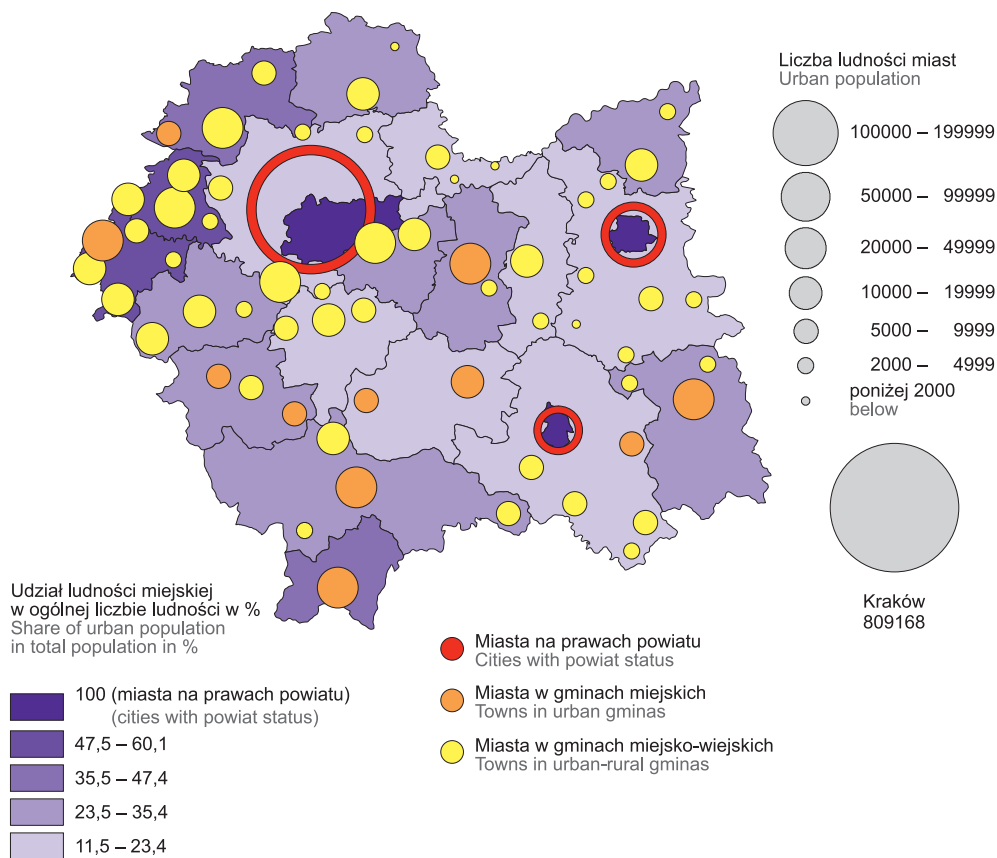 Liczba ludności miast
Urban population
100000 – 199999
50000 – 99999
20000 – 49999
10000 – 19999
5000 – 9999
2000 – 4999
poniżej 2000
below
Kraków
809168
Udział ludności miejskiej
w ogólnej liczbie ludności w %
Share of urban population
in total population in %
100 (miasta na prawach powiatu)
(cities with powiat status)
47,5 – 60,1
35,5 – 47,4
23,5 – 35,4
11,5 – 23,4
Miasta na prawach powiatu
Cities with powiat status
Miasta w gminach miejskich
Towns in urban gminas
Miasta w gminach miejsko-wiejskich
Towns in urban-rural gminas